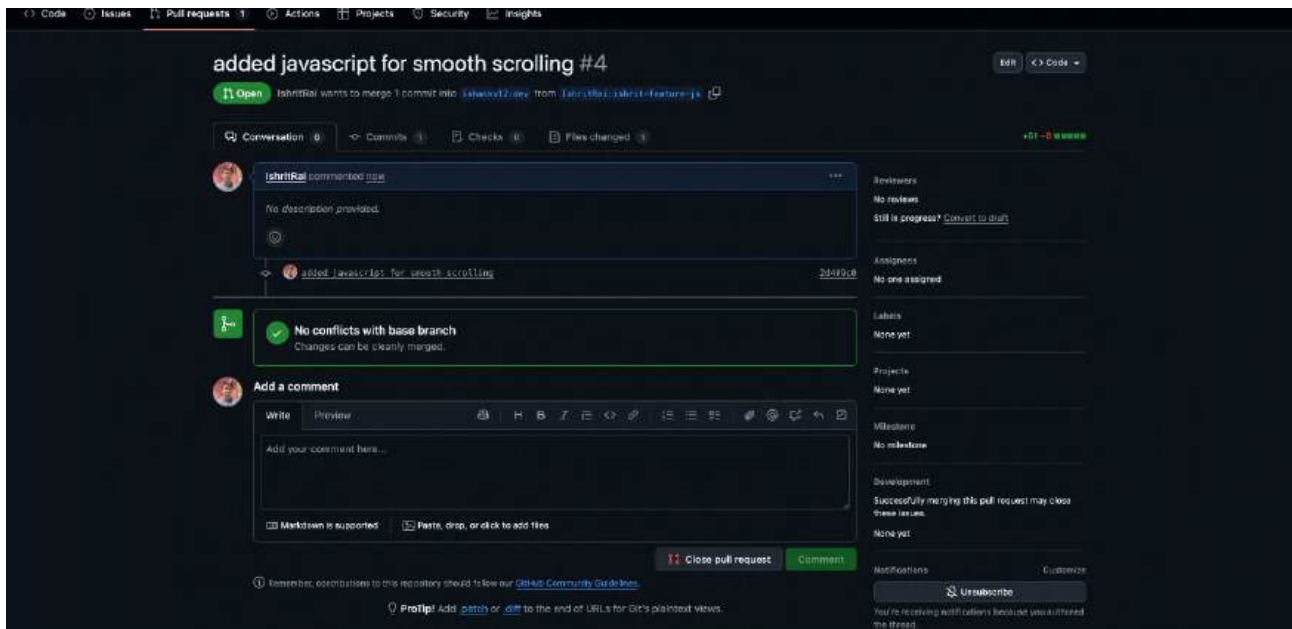 Code Issues Pull requests 1 Actions Projects Security Insights
added javascript for smooth scrolling #4
Edit Code
Open IshritRai wants to merge 1 commit into from IshritRai:ishrit-feature-js
Conversation 0 Commits 1 Checks 0 Files changed 1
IshritRai commented now
No description provided.
added javascript for smooth scrolling
No conflicts with base branch
Changes can be cleanly merged.
Add a comment
Write Preview
Add your comment here...
Markdown is supported Paste, drop, or click to add files
Close pull request Comment
Remember, contributions to this repository should follow our GitHub Community Guidelines.
ProTip! Add .patch or .diff to the end of URLs for Git's plaintext views.
Reviewers
No reviews
Still in progress? Convert to draft
Assignees
No one assigned
Labels
None yet
Projects
None yet
Milestone
No milestone
Development
Successfully merging this pull request may close
these issues.
None yet
Notifications Customize
Unsubscribe
You're receiving notifications because you authored
the thread.